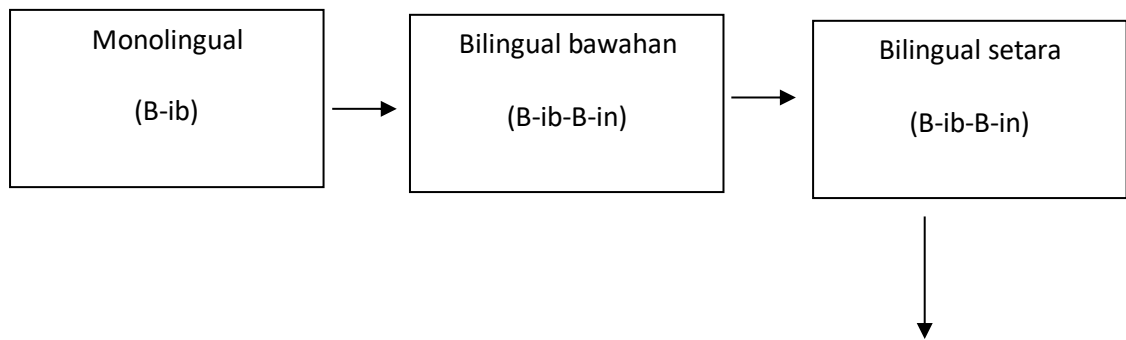 Monolingual
(B-ib)
Bilingual bawahan
(B-ib-B-in)
Bilingual setara
(B-ib-B-in)